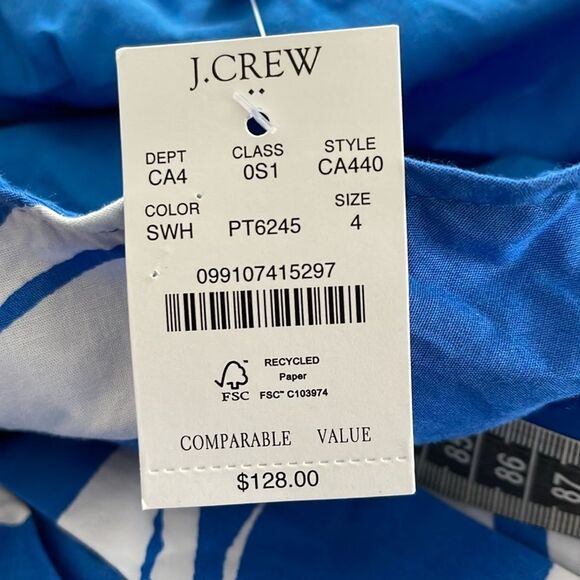 J.CREW
DEPT CLASS STYLE
CA4 0S1 CA440
COLOR SIZE
SWH PT6245 4
099107415297
RECYCLED
Paper
FSC FSC™ C103974
COMPARABLE VALUE
$128.00
85 86 87